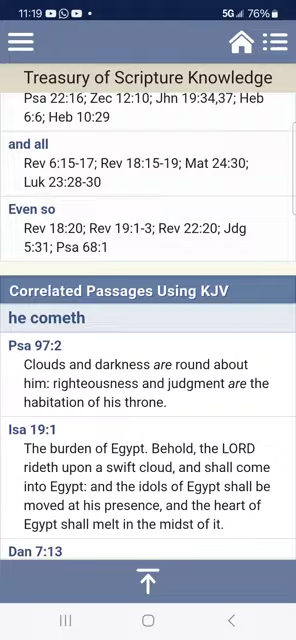 11:19 5G 76%
Treasury of Scripture Knowledge
Psa 22:16; Zec 12:10; Jhn 19:34,37; Heb
6:6; Heb 10:29
and all
Rev 6:15-17; Rev 18:15-19; Mat 24:30;
Luk 23:28-30
Even so
Rev 18:20; Rev 19:1-3; Rev 22:20; Jdg
5:31; Psa 68:1
Correlated Passages Using KJV
he cometh
Psa 97:2
Clouds and darkness are round about
him: righteousness and judgment are the
habitation of his throne.
Isa 19:1
The burden of Egypt. Behold, the LORD
rideth upon a swift cloud, and shall come
into Egypt: and the idols of Egypt shall be
moved at his presence, and the heart of
Egypt shall melt in the midst of it.
Dan 7:13